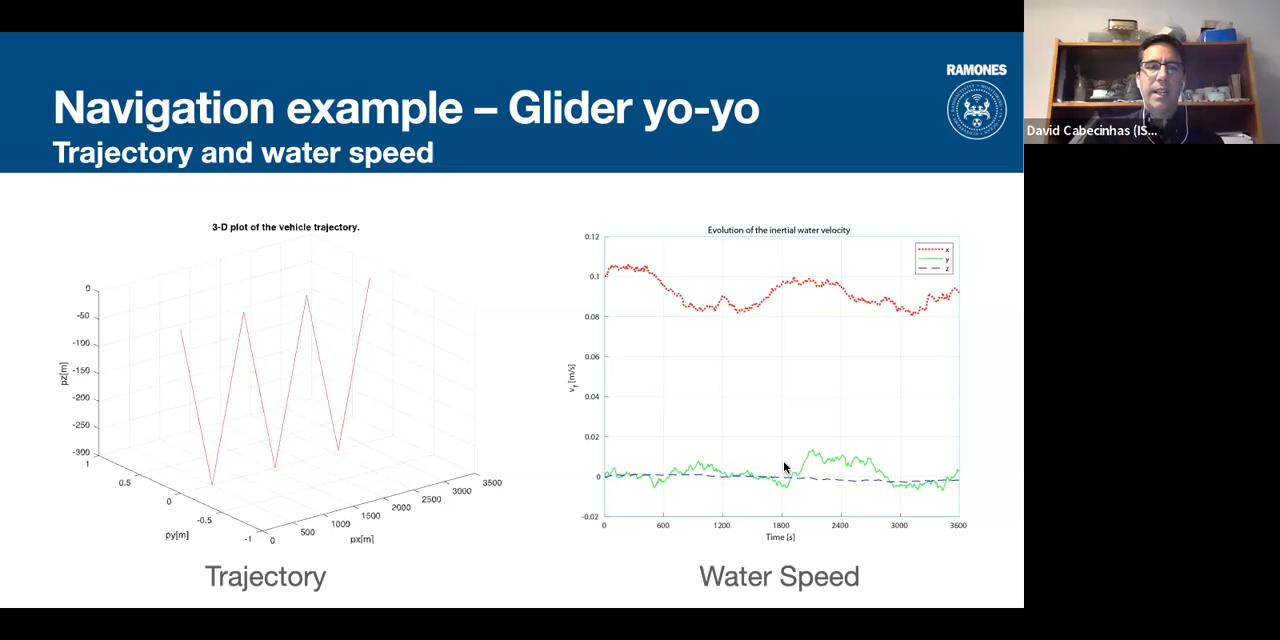 Navigation example – Glider yo-yo
Trajectory and water speed
RAMONES
David Cabecinhas (IS...
3-D plot of the vehicle trajectory.
0
-50
-100
-150
-200
-250
-300
pz[m]
1
0.5
0
-0.5
-1
py[m]
0
500
1000
1500
2000
2500
3000
3500
px[m]
Trajectory
Evolution of the inertial water velocity
0.12
0.1
0.08
0.06
0.04
0.02
0
-0.02
v_f [m/s]
x
y
z
0 600 1200 1800 2400 3000 3600
Time [s]
Water Speed